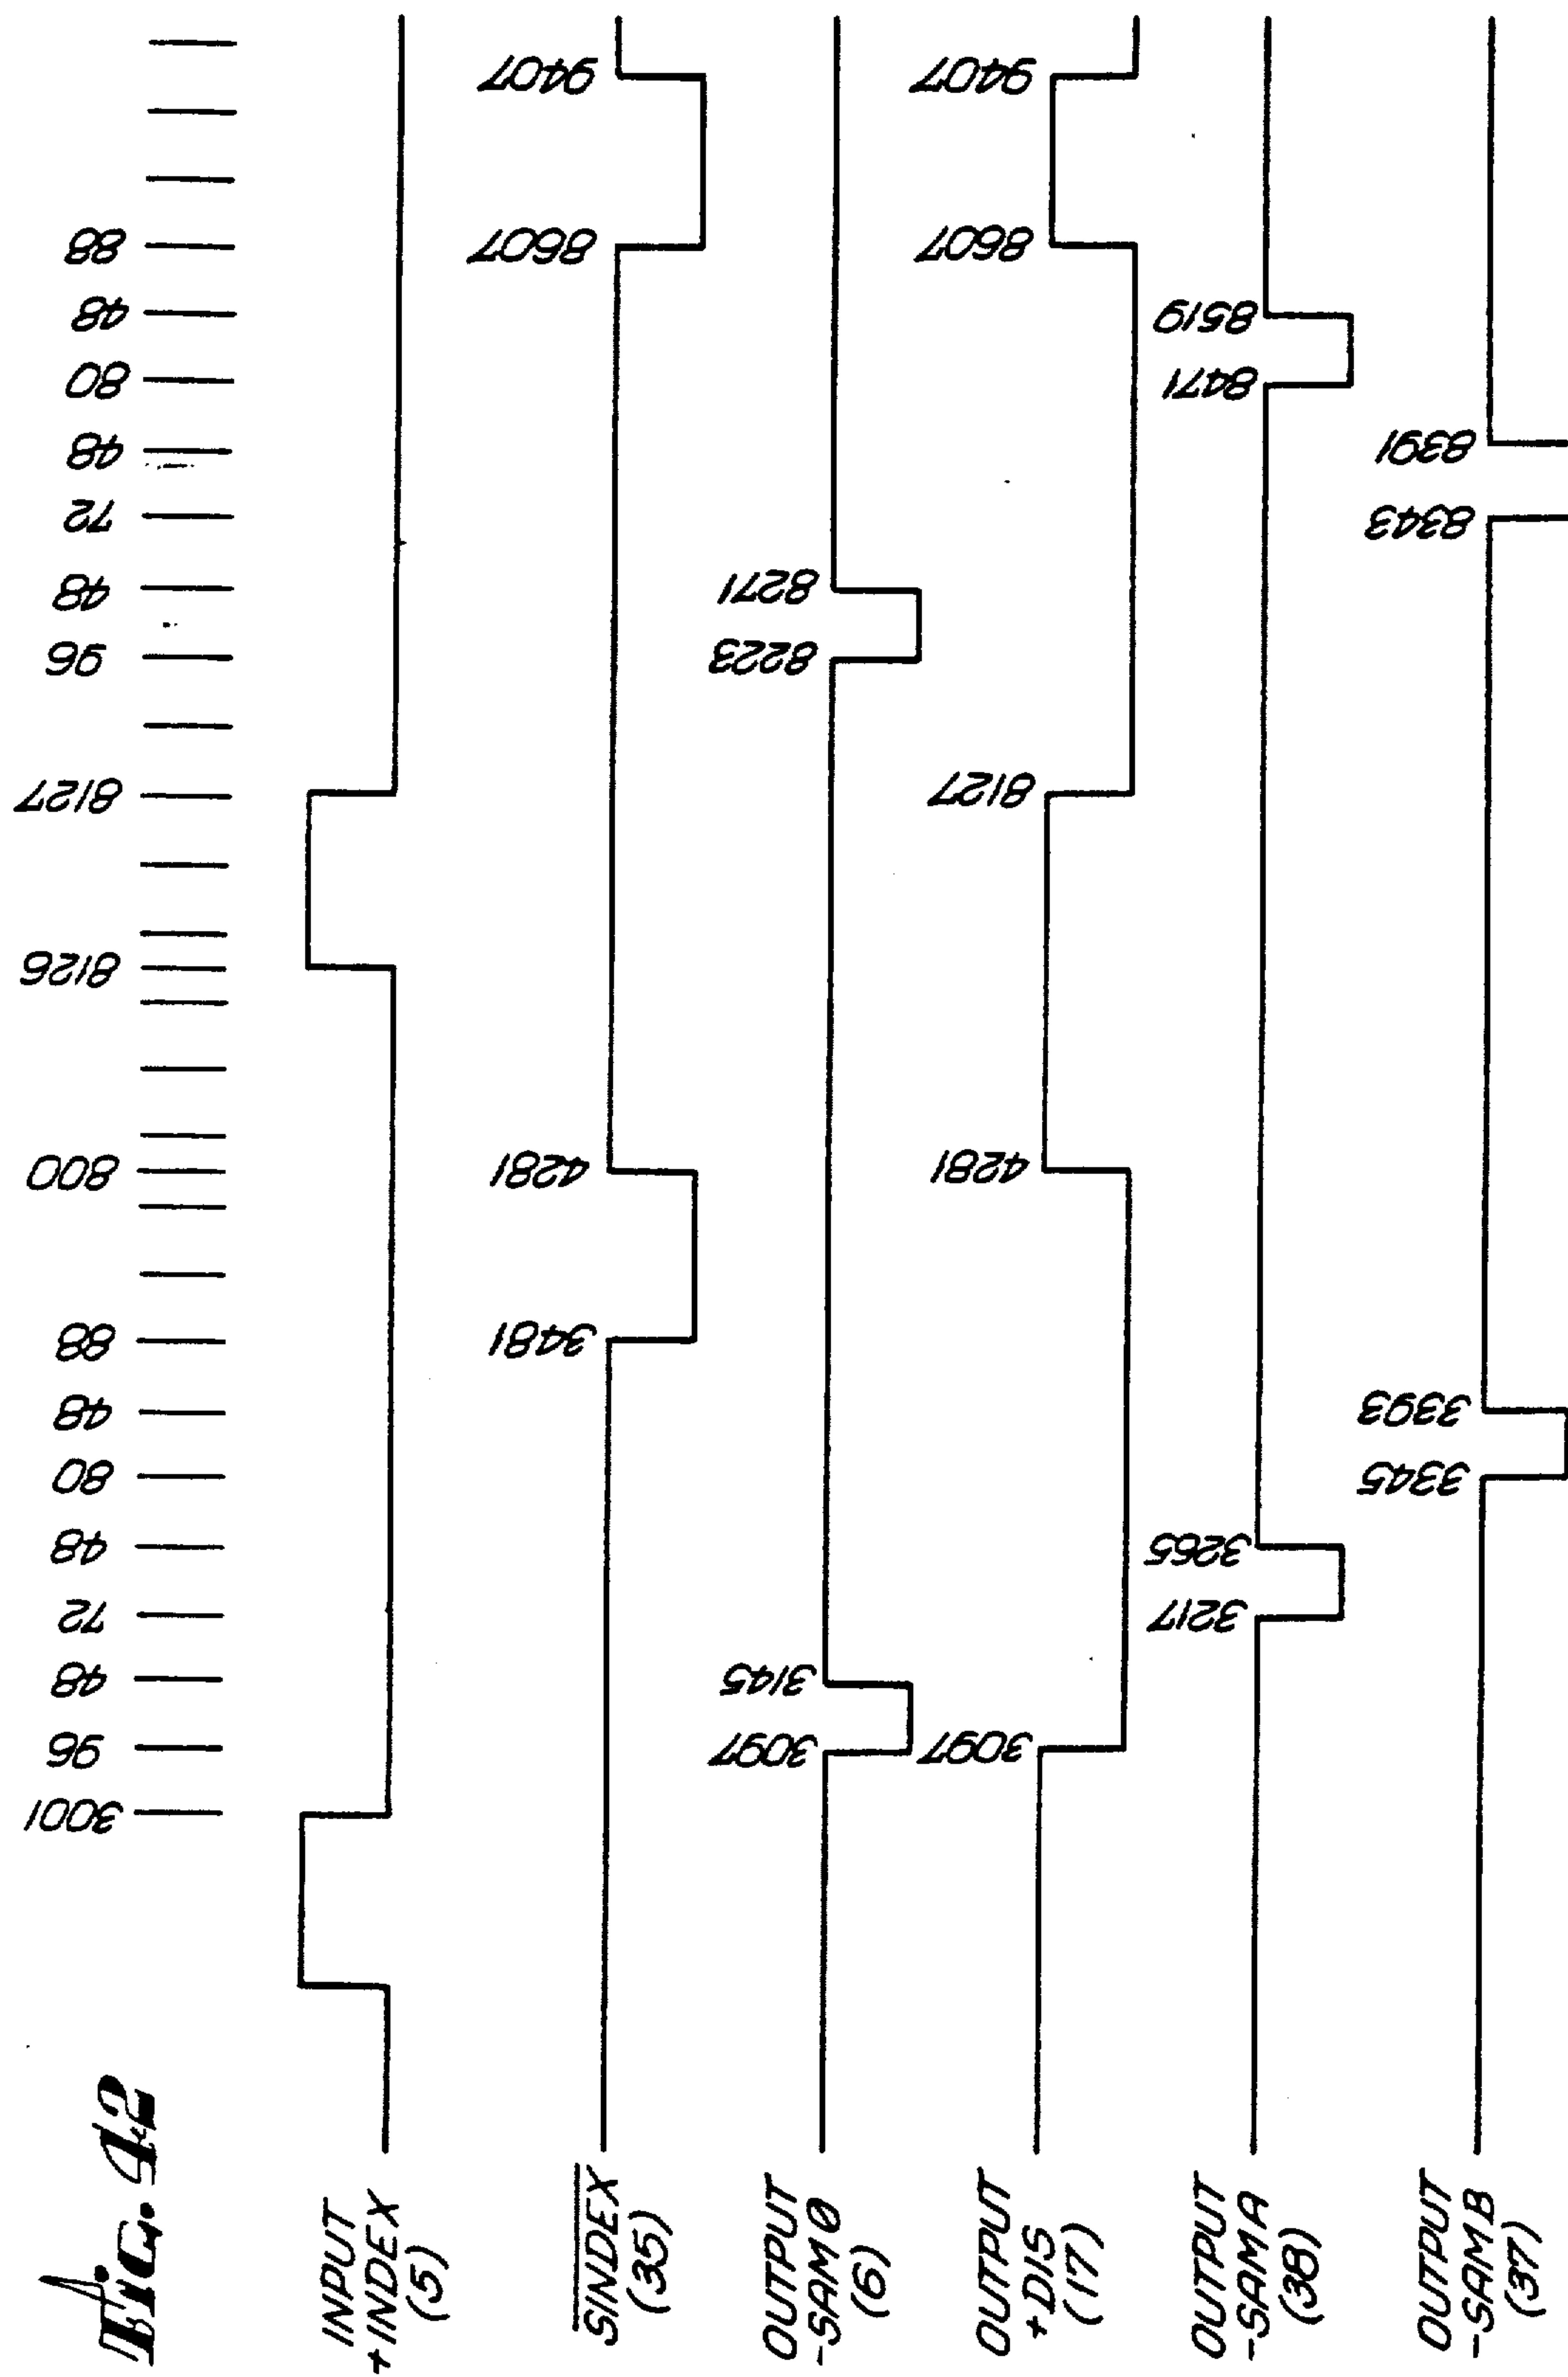 Fig. 42
3001 96 48 72 48 80 48 88 800 8126 8127 96 48 72 48 80 48 88
INPUT
+INDEX
(5)
SINDEX
(35)
3481 4281 8607 9407
OUTPUT
-SAM 0
(6)
3097 3145 8223 8271
OUTPUT
+DIS
(17)
3097 4281 8127 8607 9407
OUTPUT
-SAM A
(38)
3217 3265 8471 8519
OUTPUT
-SAM B
(37)
3345 3393 8343 8391